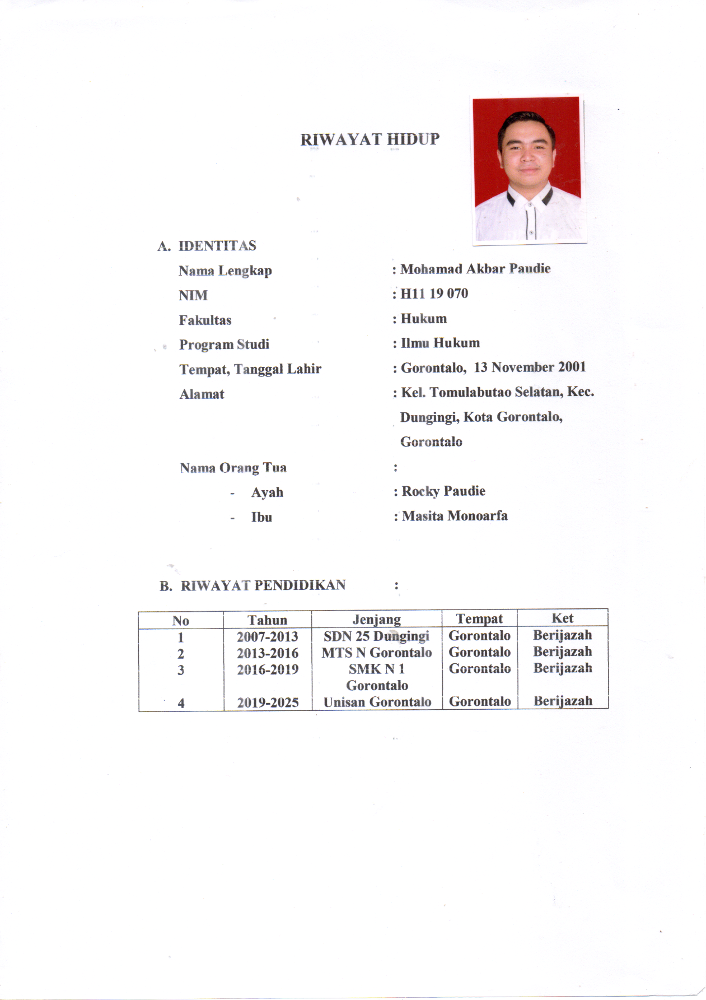 RIWAYAT HIDUP
A. IDENTITAS
Nama Lengkap : Mohamad Akbar Paudie
NIM : H11 19 070
Fakultas : Hukum
Program Studi : Ilmu Hukum
Tempat, Tanggal Lahir : Gorontalo, 13 November 2001
Alamat : Kel. Tomulabutao Selatan, Kec.
Dungingi, Kota Gorontalo,
Gorontalo
Nama Orang Tua :
- Ayah : Rocky Paudie
- Ibu : Masita Monoarfa
B. RIWAYAT PENDIDIKAN :
No Tahun Jenjang Tempat Ket
1 2007-2013 SDN 25 Dungingi Gorontalo Berijazah
2 2013-2016 MTS N Gorontalo Gorontalo Berijazah
3 2016-2019 SMK N 1 Gorontalo Berijazah
Gorontalo
4 2019-2025 Unisan Gorontalo Gorontalo Berijazah